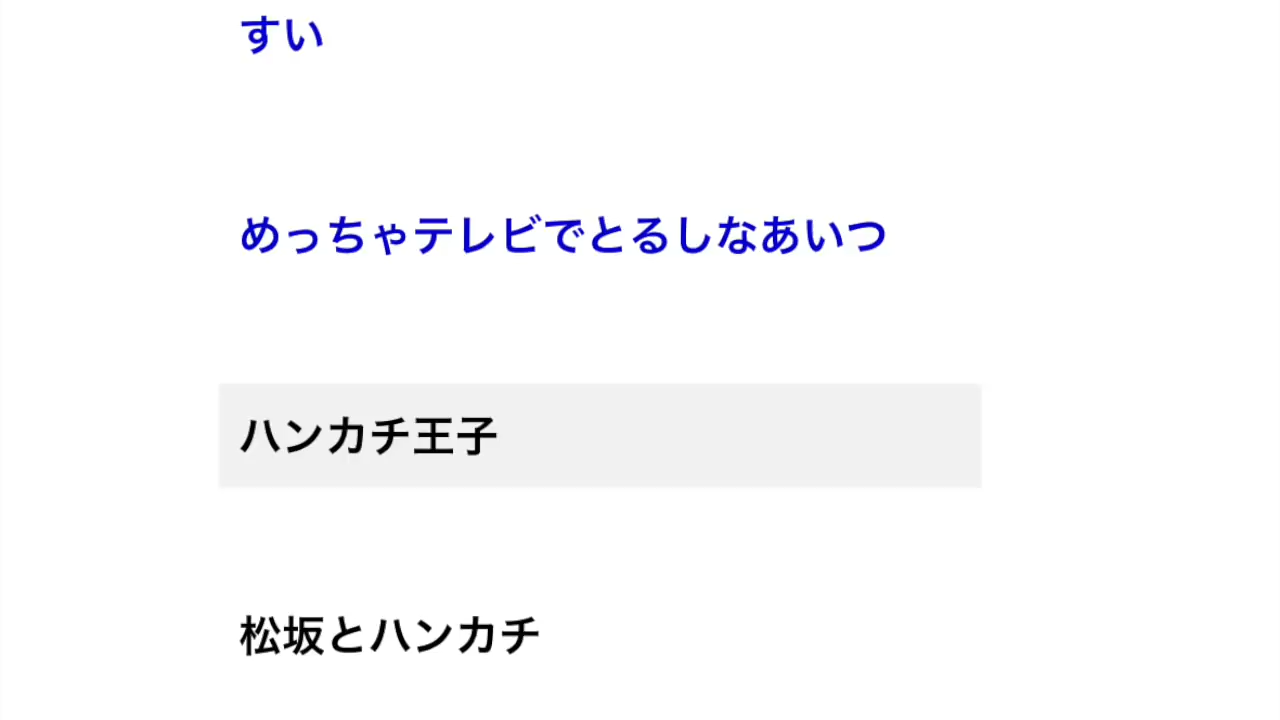 すい
めっちゃテレビでとるしなあいつ
ハンカチ王子
松坂とハンカチ